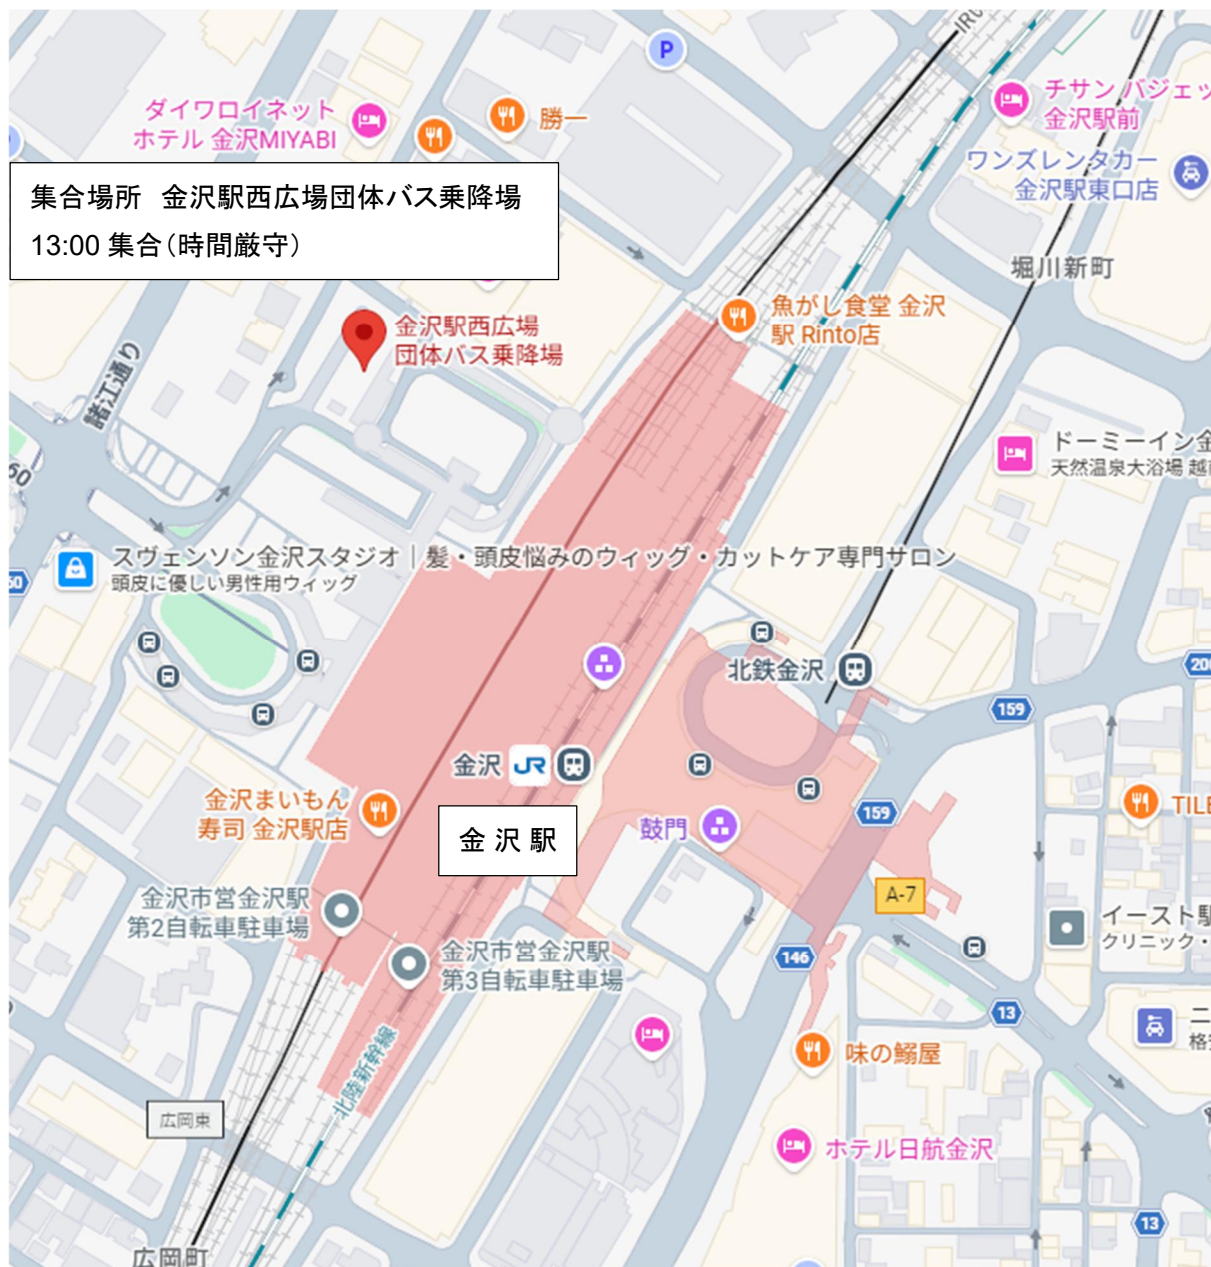 IRU
P
チサン バジェッ
金沢駅前
ダイワロイネット
ホテル 金沢MIYABI
勝一
ワンズレンタカー
金沢駅東口店
集合場所 金沢駅西広場団体バス乗降場
13:00 集合(時間厳守)
堀川新町
魚がし食堂 金沢
駅 Rinto店
金沢駅西広場
団体バス乗降場
諸江通り
ドーミーイン金
天然温泉大浴場 越前
60
スヴェンソン金沢スタジオ | 髪・頭皮悩みのウィッグ・カットケア専門サロン
頭皮に優しい男性用ウィッグ
60
北鉄金沢
200
159
金沢 JR
金沢まいもん
寿司 金沢駅店
金沢駅
鼓門
159
TILE
A-7
金沢市営金沢駅
第2自転車駐車場
金沢市営金沢駅
第3自転車駐車場
イースト駅
クリニック・
146
13
北陸新幹線
味の鰯屋
ニ
格安
広岡東
ホテル日航金沢
13
広岡町